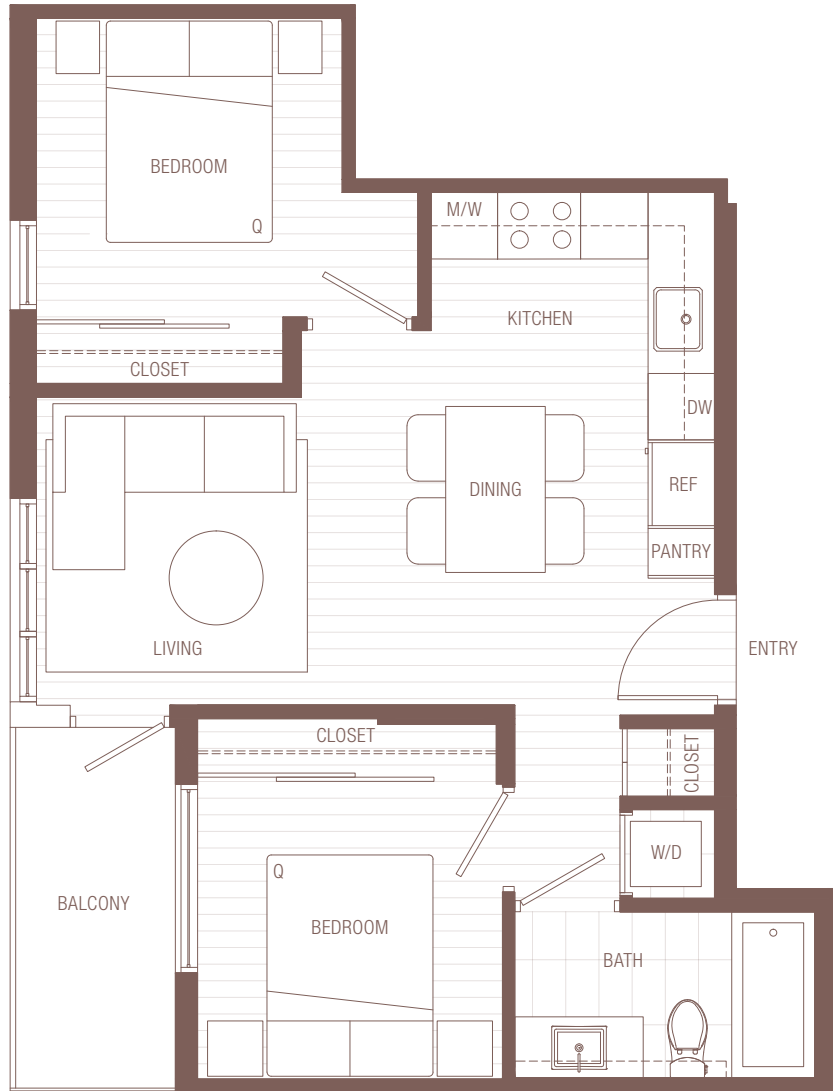 BEDROOM
Q
M/W
KITCHEN
CLOSET
DW
DINING
REF
PANTRY
LIVING
ENTRY
CLOSET
CLOSET
W/D
Q
BALCONY
BEDROOM
BATH